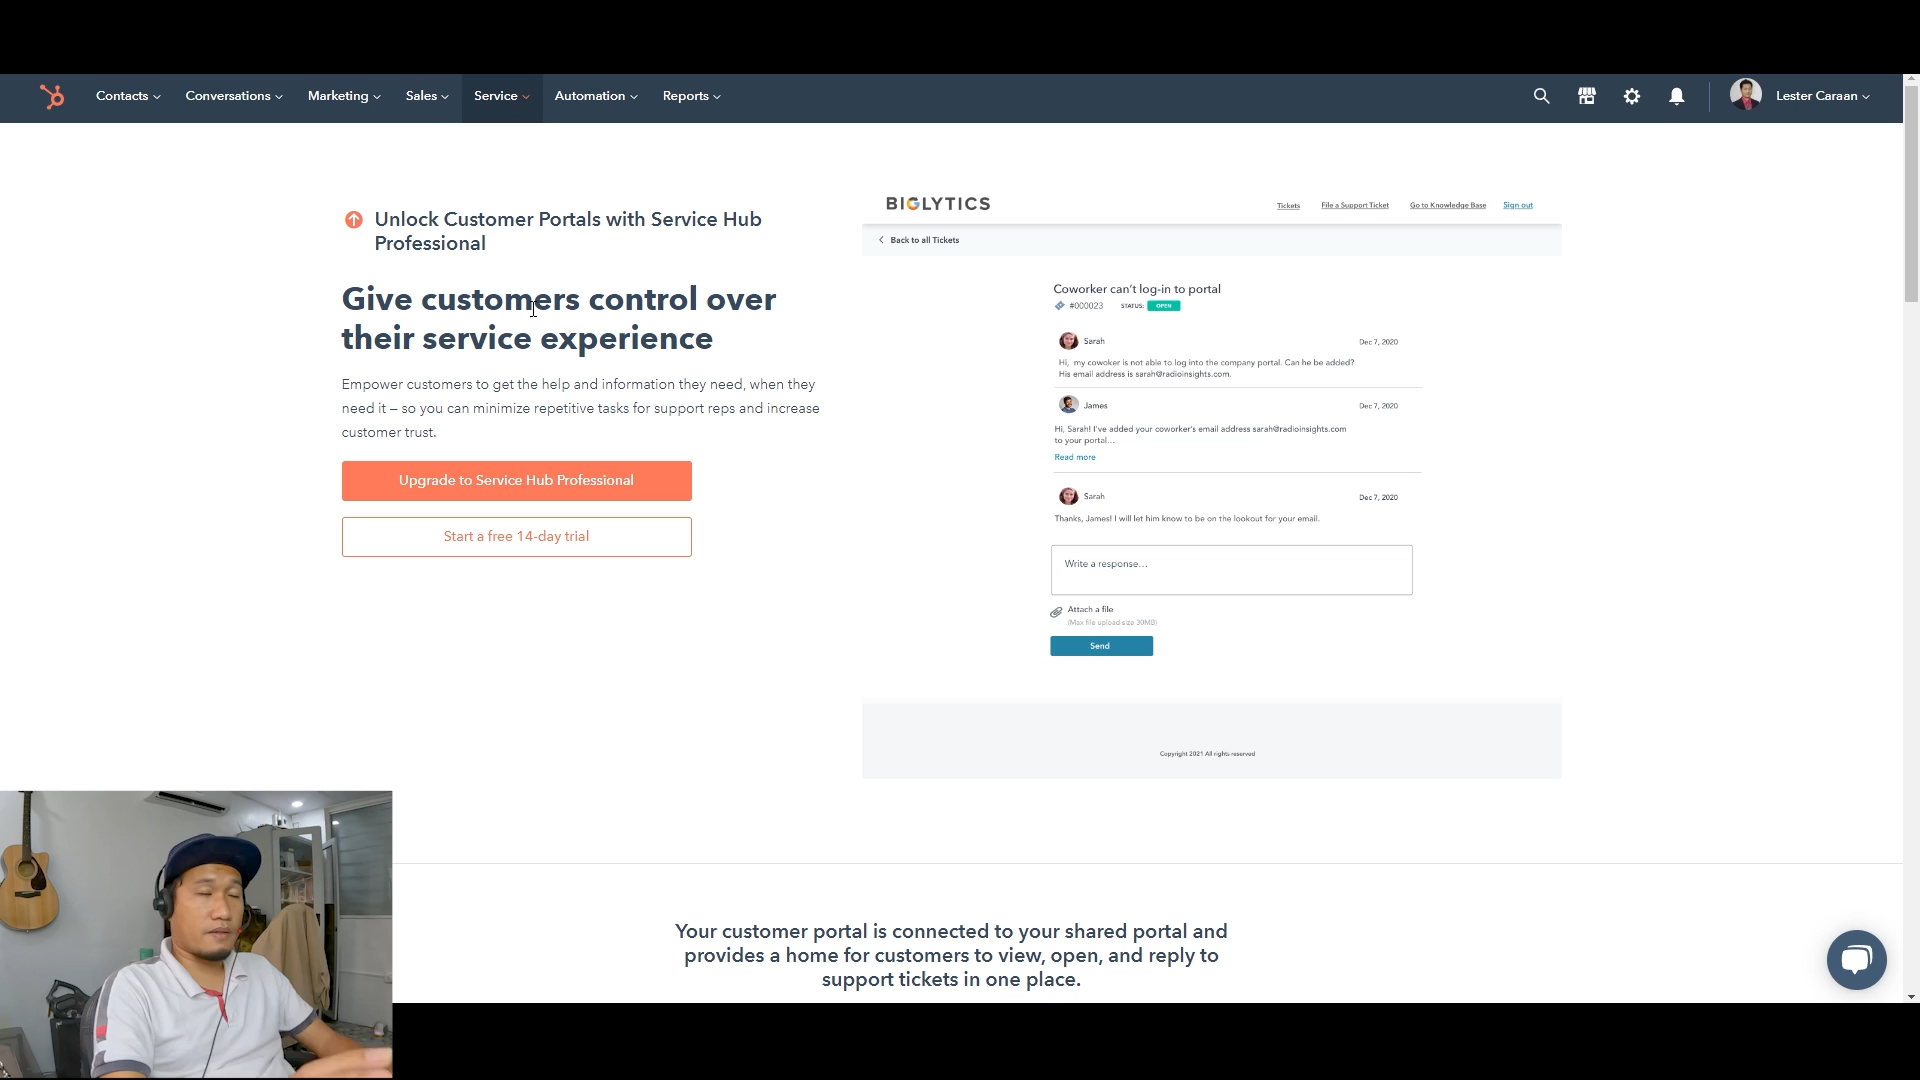 Contacts Conversations Marketing Sales Service Automation Reports Lester Caraan
Unlock Customer Portals with Service Hub
Professional
Give customers control over
their service experience
Empower customers to get the help and information they need, when they
need it – so you can minimize repetitive tasks for support reps and increase
customer trust.
Upgrade to Service Hub Professional
Start a free 14-day trial
BIGLYTICS
Tickets File a Support Ticket Go to Knowledge Base Sign out
Back to all Tickets
Coworker can't log-in to portal
#000023 STATUS: OPEN
Sarah Dec 7, 2020
Hi, my cowoker is not able to log into the company portal. Can he be added?
His email address is sarah@radioinsights.com.
James Dec 7, 2020
Hi, Sarah! I've added your coworker's email address sarah@radioinsights.com
to your portal...
Read more
Sarah Dec 7, 2020
Thanks, James! I will let him know to be on the lookout for your email.
Write a response...
Attach a file
(Max file upload size 30MB)
Send
Copyright 2021 All rights reserved
Your customer portal is connected to your shared portal and
provides a home for customers to view, open, and reply to
support tickets in one place.